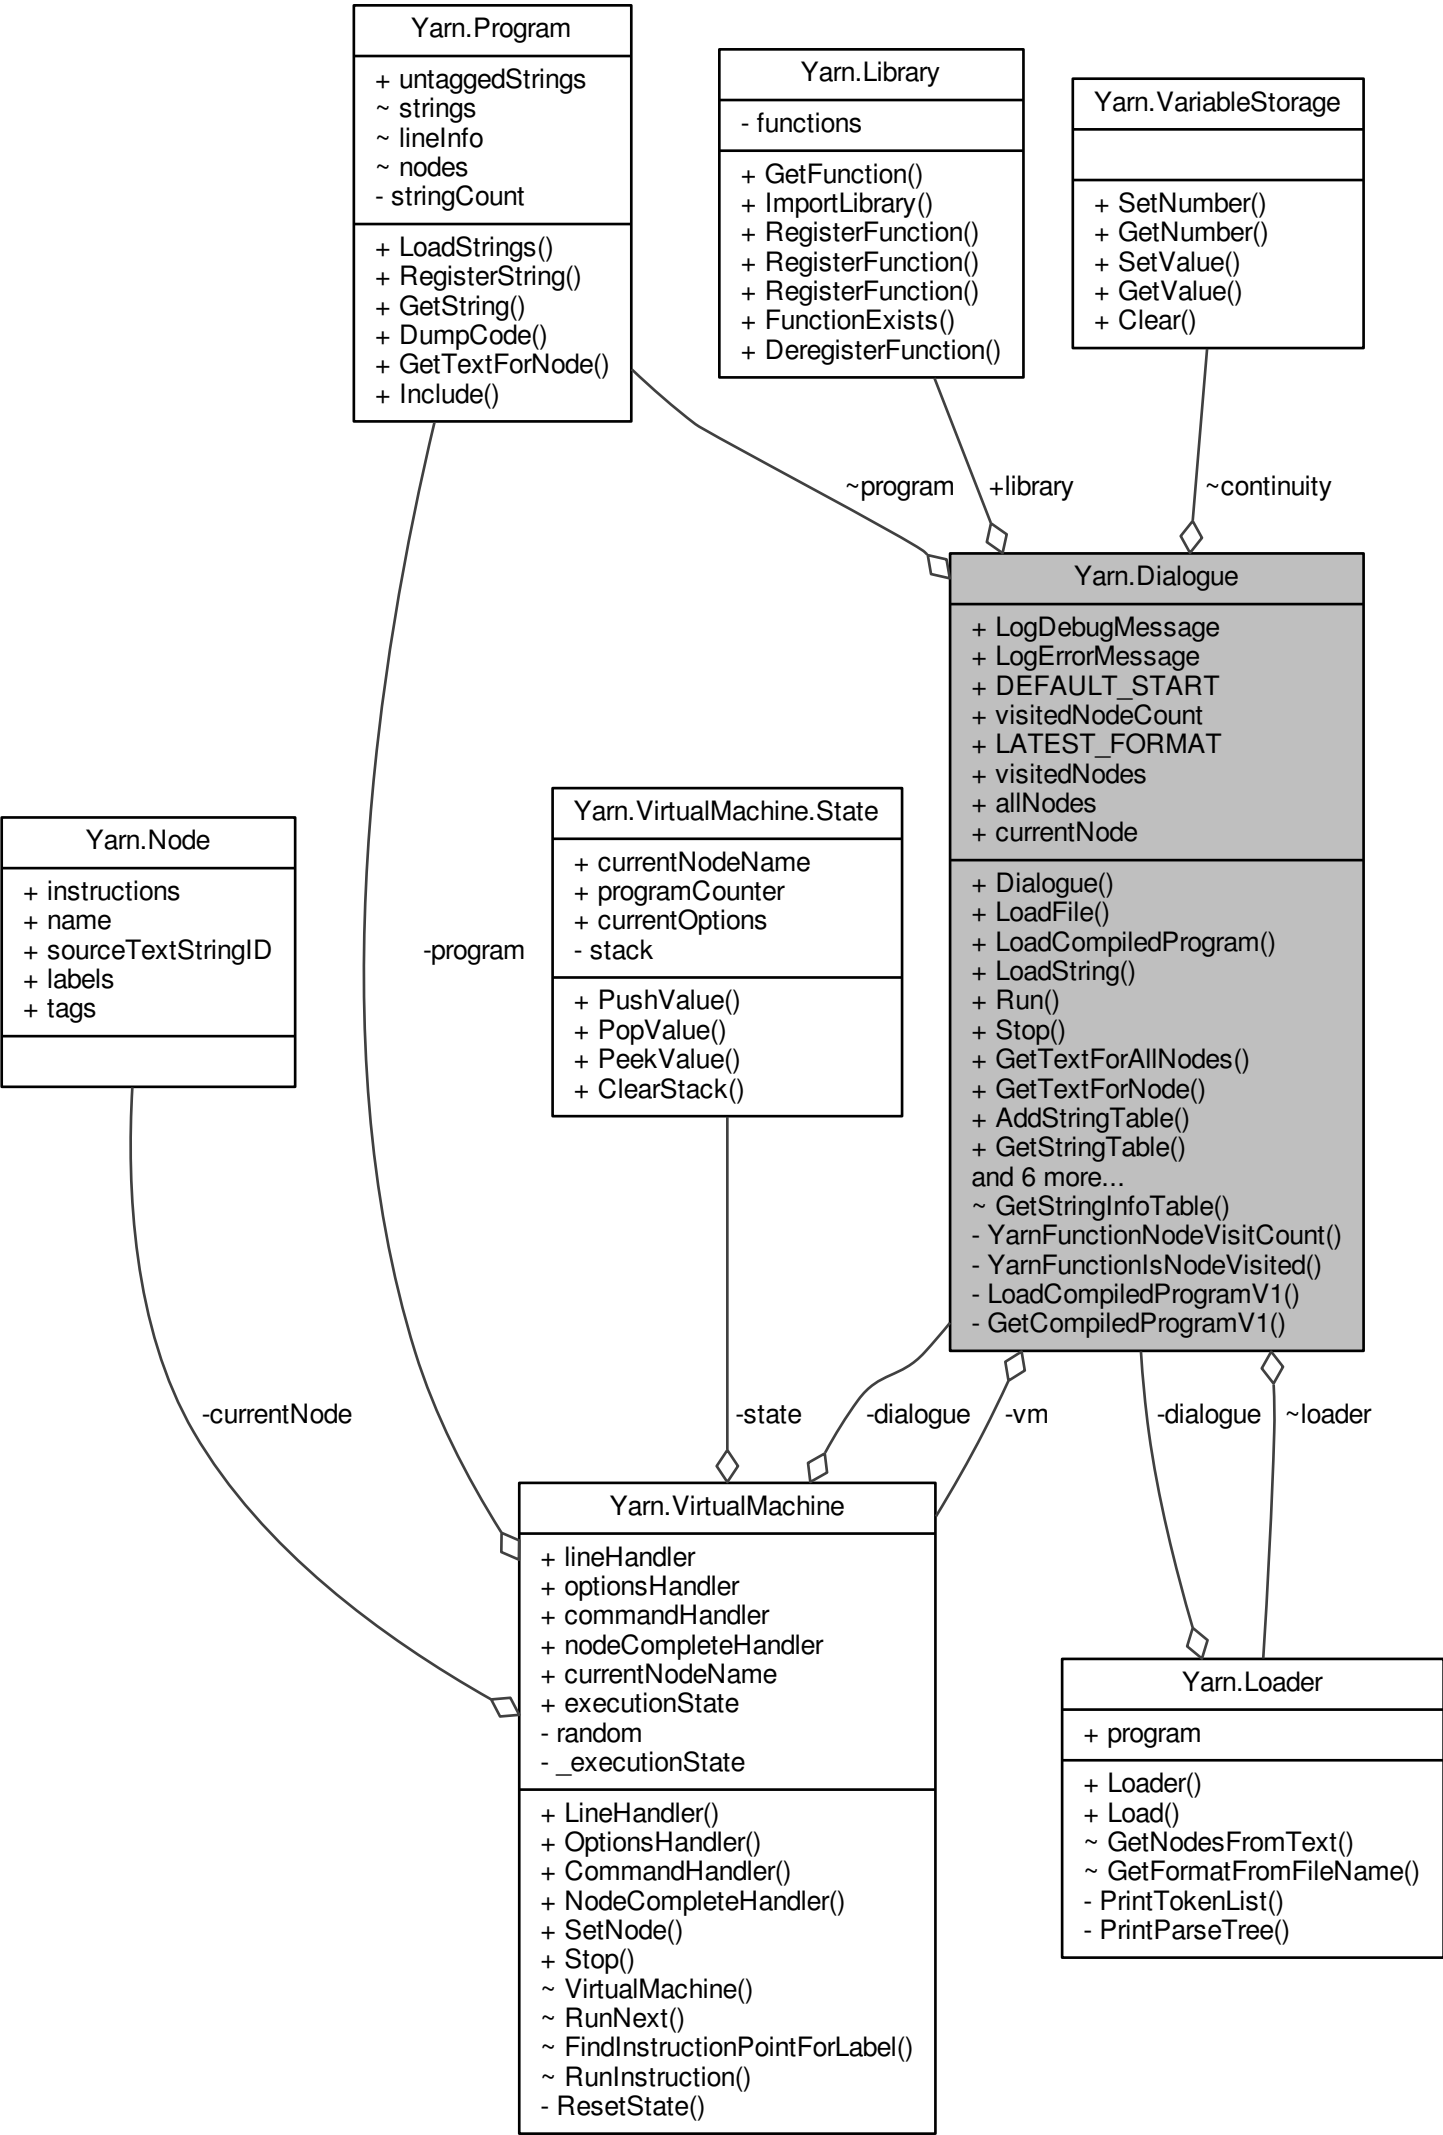 Yarn.Program
+ untaggedStrings
~ strings
~ lineInfo
~ nodes
- stringCount
+ LoadStrings()
+ RegisterString()
+ GetString()
+ DumpCode()
+ GetTextForNode()
+ Include()
Yarn.Library
- functions
+ GetFunction()
+ ImportLibrary()
+ RegisterFunction()
+ RegisterFunction()
+ RegisterFunction()
+ FunctionExists()
+ DeregisterFunction()
Yarn.VariableStorage
+ SetNumber()
+ GetNumber()
+ SetValue()
+ GetValue()
+ Clear()
~program
+library
~continuity
Yarn.Dialogue
+ LogDebugMessage
+ LogErrorMessage
+ DEFAULT_START
+ visitedNodeCount
+ LATEST_FORMAT
+ visitedNodes
+ allNodes
+ currentNode
+ Dialogue()
+ LoadFile()
+ LoadCompiledProgram()
+ LoadString()
+ Run()
+ Stop()
+ GetTextForAllNodes()
+ GetTextForNode()
+ AddStringTable()
+ GetStringTable()
and 6 more...
~ GetStringInfoTable()
- YarnFunctionNodeVisitCount()
- YarnFunctionIsNodeVisited()
- LoadCompiledProgramV1()
- GetCompiledProgramV1()
Yarn.VirtualMachine.State
+ currentNodeName
+ programCounter
+ currentOptions
- stack
+ PushValue()
+ PopValue()
+ PeekValue()
+ ClearStack()
Yarn.Node
+ instructions
+ name
+ sourceTextStringID
+ labels
+ tags
-program
-currentNode
-state
-dialogue
-vm
-dialogue
~loader
Yarn.VirtualMachine
+ lineHandler
+ optionsHandler
+ commandHandler
+ nodeCompleteHandler
+ currentNodeName
+ executionState
- random
- _executionState
+ LineHandler()
+ OptionsHandler()
+ CommandHandler()
+ NodeCompleteHandler()
+ SetNode()
+ Stop()
~ VirtualMachine()
~ RunNext()
~ FindInstructionPointForLabel()
~ RunInstruction()
- ResetState()
Yarn.Loader
+ program
+ Loader()
+ Load()
~ GetNodesFromText()
~ GetFormatFromFileName()
- PrintTokenList()
- PrintParseTree()